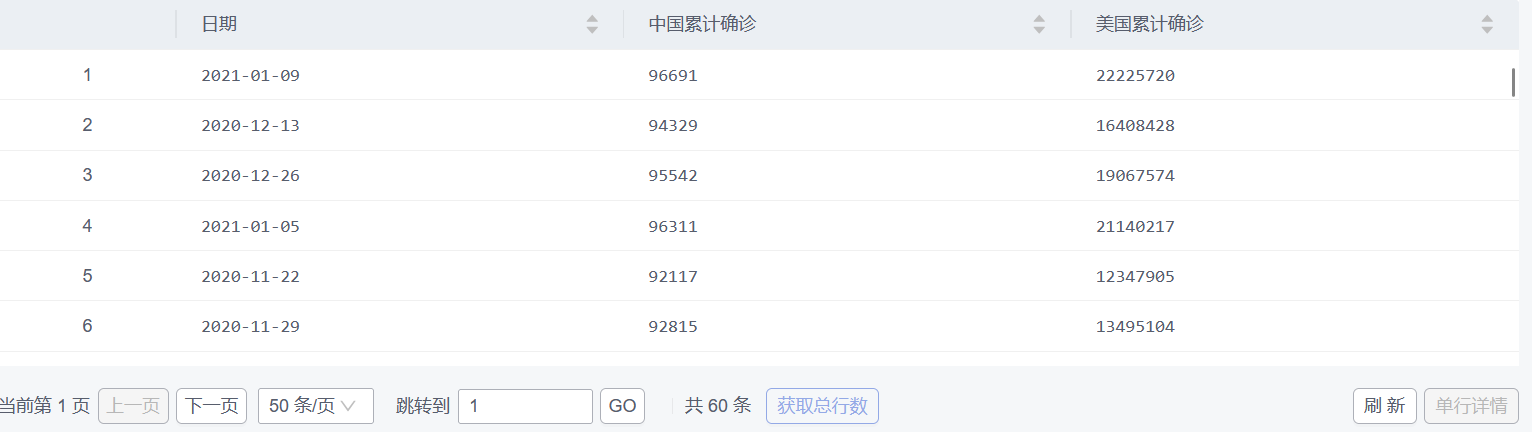 日期 中国累计确诊 美国累计确诊
1 2021-01-09 96691 22225720
2 2020-12-13 94329 16408428
3 2020-12-26 95542 19067574
4 2021-01-05 96311 21140217
5 2020-11-22 92117 12347905
6 2020-11-29 92815 13495104
当前第 1 页 上一页 下一页 50 条/页 跳转到 1 GO 共 60 条 获取总行数 刷 新 单行详情